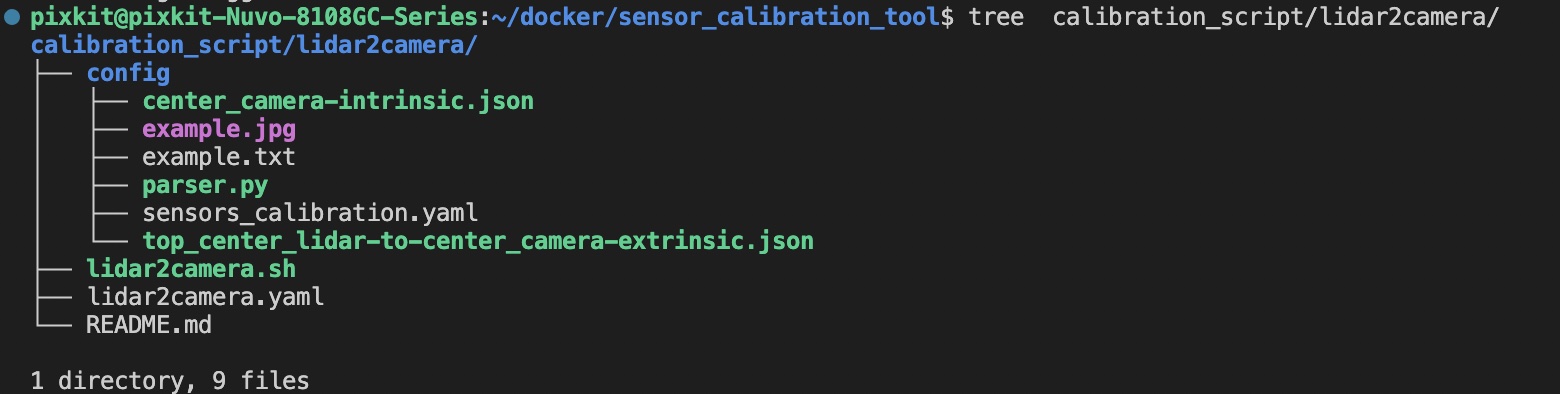 pixkit@pixkit-Nuvo-8108GC-Series:~/docker/sensor_calibration_tool$ tree  calibration_script/lidar2camera/
calibration_script/lidar2camera/
├── config
│   ├── center_camera-intrinsic.json
│   ├── example.jpg
│   ├── example.txt
│   ├── parser.py
│   ├── sensors_calibration.yaml
│   └── top_center_lidar-to-center_camera-extrinsic.json
├── lidar2camera.sh
├── lidar2camera.yaml
└── README.md
1 directory, 9 files